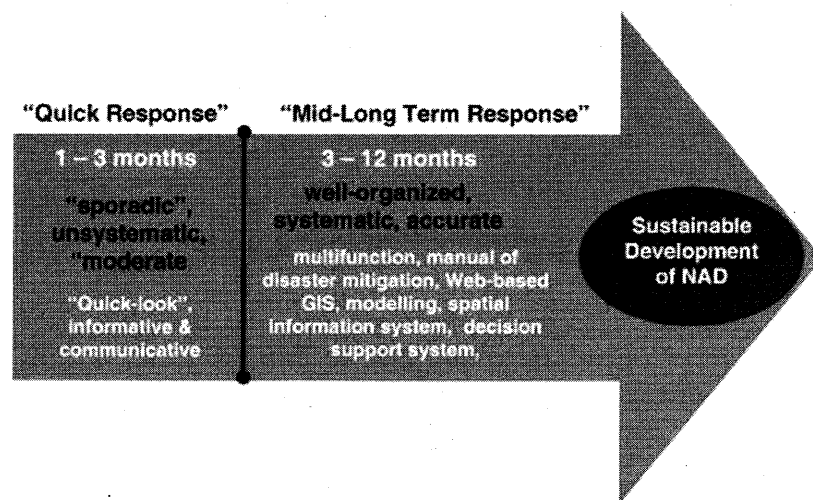 "Quick Response"
1 – 3 months
"sporadic",
unsystematic,
"moderate
"Quick-look",
informative &
communicative
"Mid-Long Term Response"
3 – 12 months
well-organized,
systematic, accurate
multifunction, manual of
disaster mitigation, Web-based
GIS, modelling, spatial
information system, decision
support system,
Sustainable
Development
of NAD